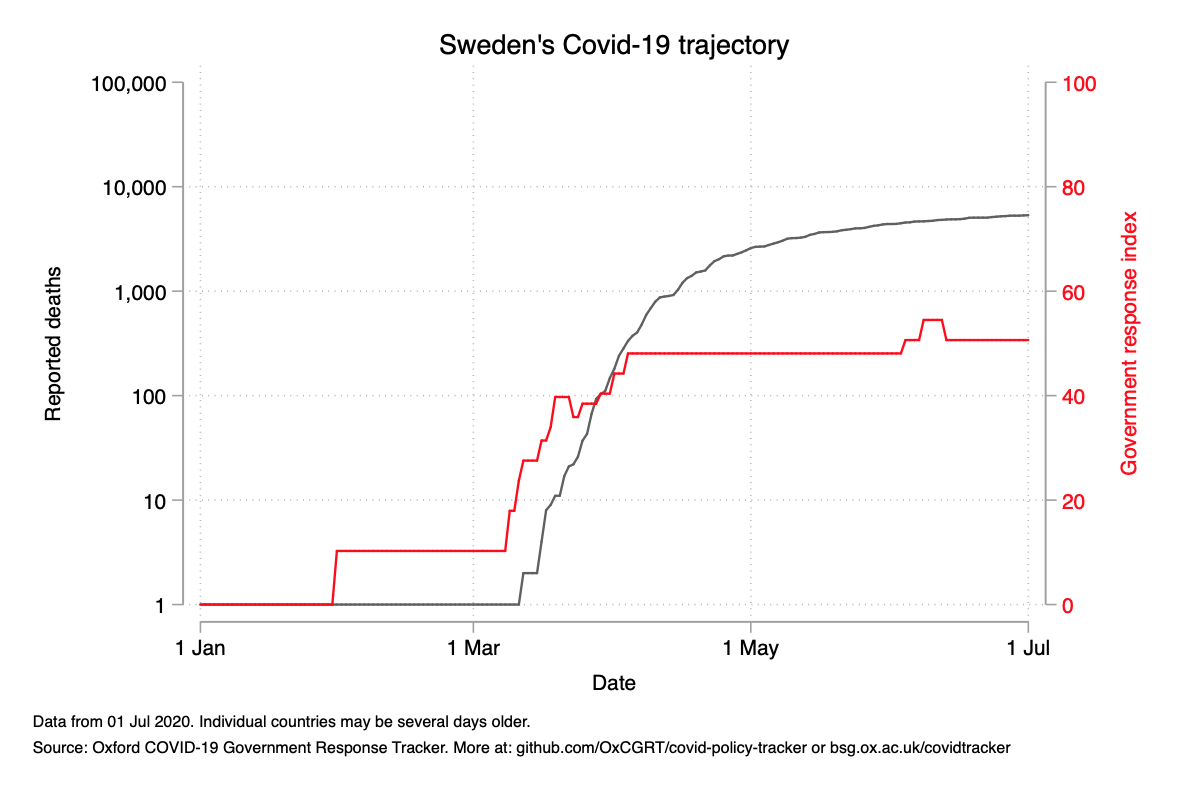 Sweden's Covid-19 trajectory
100,000
10,000
1,000
100
10
1
Reported deaths
100
80
60
40
20
0
Government response index
1 Jan
1 Mar
1 May
1 Jul
Date
Data from 01 Jul 2020. Individual countries may be several days older.
Source: Oxford COVID-19 Government Response Tracker. More at: github.com/OxCGRT/covid-policy-tracker or bsg.ox.ac.uk/covidtracker